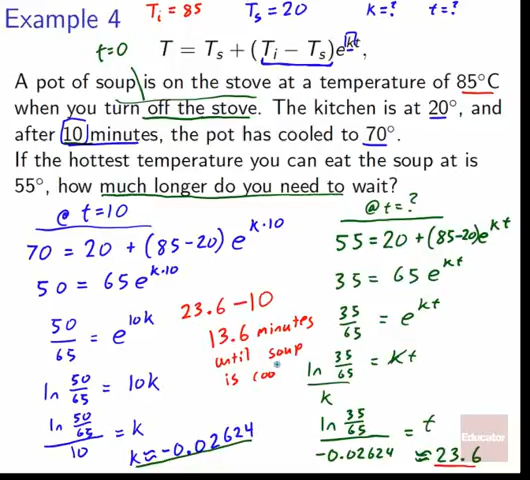 Example 4
Tᵢ = 85 Tₛ = 20 k = ? t = ?
t=0 T = Tₛ + (Tᵢ − Tₛ)eᵏᵗ,
A pot of soup is on the stove at a temperature of 85°C
when you turn off the stove. The kitchen is at 20°, and
after 10 minutes, the pot has cooled to 70°.
If the hottest temperature you can eat the soup at is
55°, how much longer do you need to wait?
@ t=10
70 = 20 + (85-20) e^{k·10}
50 = 65e^{k·10}
50/65 = e^{10k}
ln 50/65 = 10k
(ln 50/65)/10 = k
k ≈ -0.02624
23.6 - 10
13.6 minutes
until soup
is coo
@ t = ?
55 = 20 + (85-20)e^{kt}
35 = 65 e^{kt}
35/65 = e^{kt}
ln 35/65 = kt
k
(ln 35/65)/-0.02624 = t
≈ 23.6
Educator